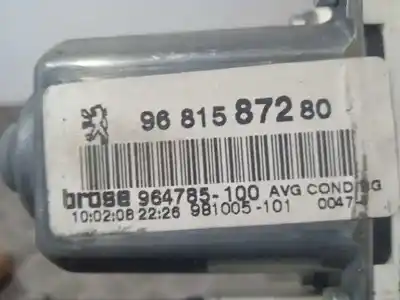 96 815 872 80
brose 964785-100 AVG COND BG
10:02:08 22:26 981005-101 0047